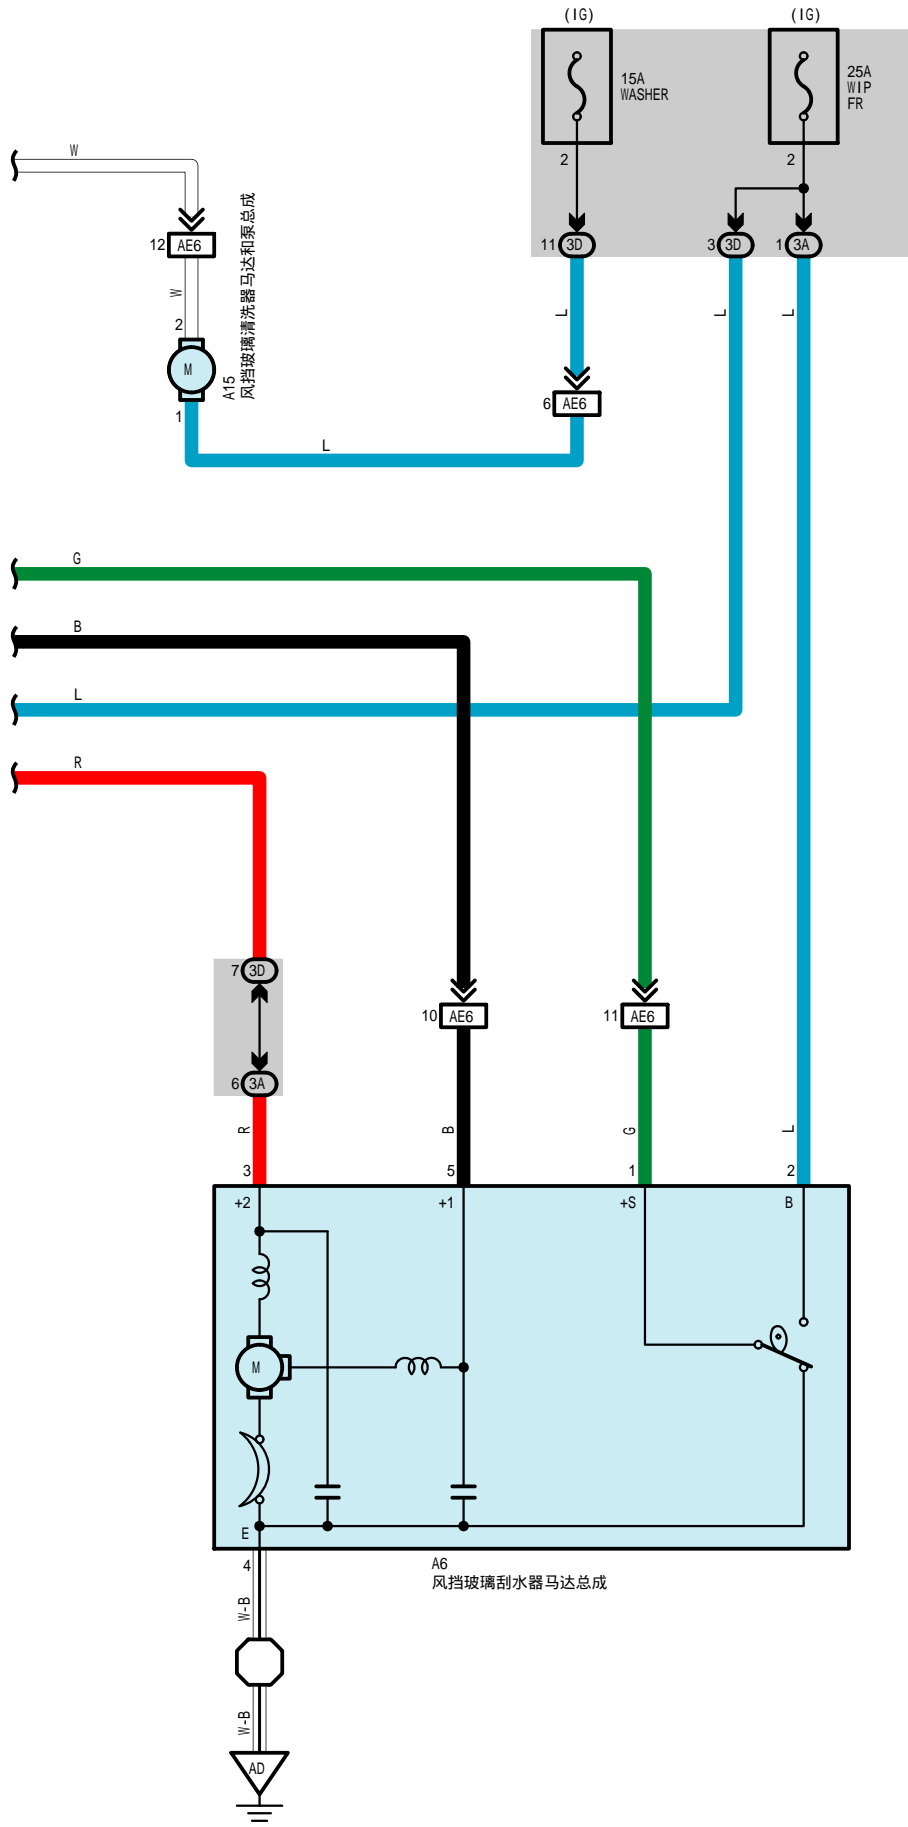 (IG)
(IG)
15A
WASHER
25A
WIP
FR
2
2
W
12 AE6
11 3D
3 3D
1 3A
W
L
L
L
2
M
A15
风挡玻璃清洗器马达和泵总成
1
6 AE6
L
G
B
L
R
7 3D
10 AE6
11 AE6
6 3A
R
B
G
L
3
5
1
2
+2
+1
+S
B
M
E
4
A6
风挡玻璃刮水器马达总成
W-B
W-B
AD